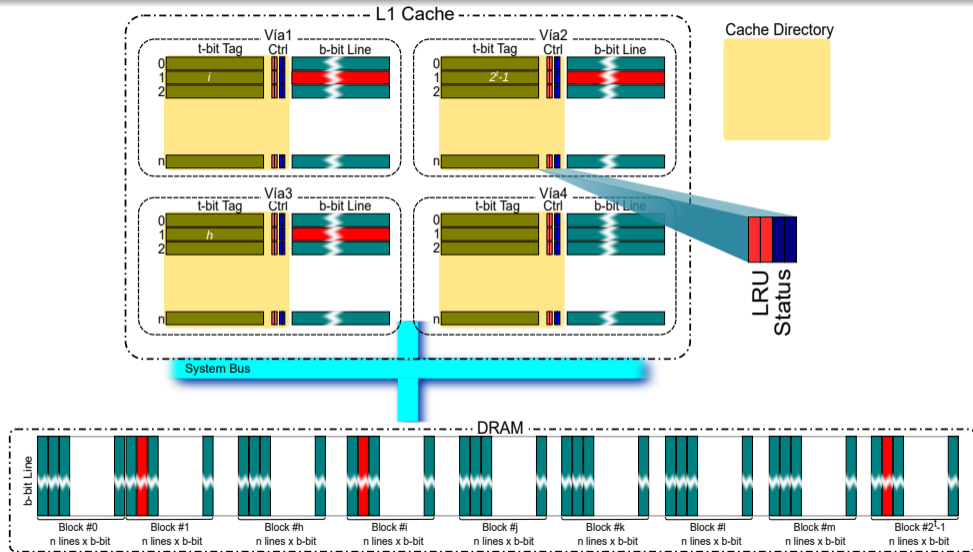 L1 Cache
Cache Directory
Vía1
t-bit Tag Ctrl b-bit Line
0
1 i
2
n
Vía2
t-bit Tag Ctrl b-bit Line
0
1 2^t-1
2
n
Vía3
t-bit Tag Ctrl b-bit Line
0
1 h
2
n
Vía4
t-bit Tag Ctrl b-bit Line
0
1
2
n
LRU
Status
System Bus
DRAM
b-bit Line
Block #0 Block #1 Block #h Block #i Block #j Block #k Block #l Block #m Block #2^t-1
n lines x b-bit n lines x b-bit n lines x b-bit n lines x b-bit n lines x b-bit n lines x b-bit n lines x b-bit n lines x b-bit n lines x b-bit